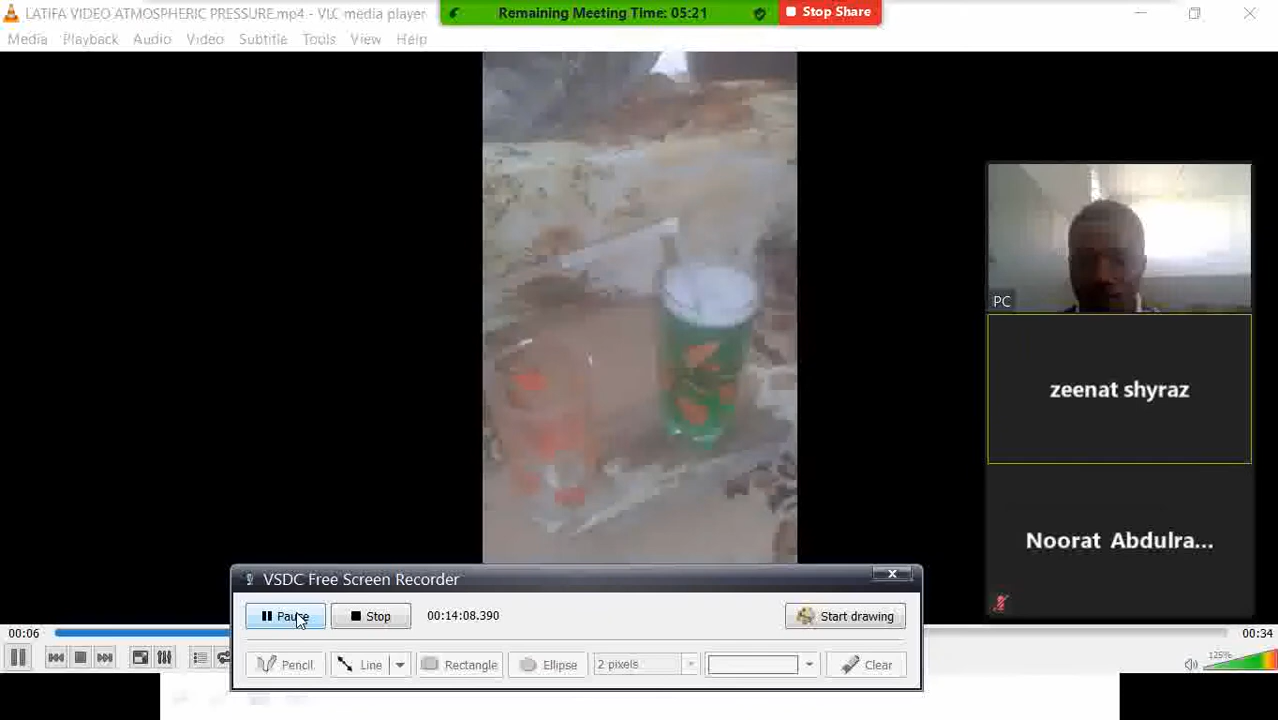 LATIFA VIDEO ATMOSPHERIC PRESSURE.mp4 - VLC media player
Remaining Meeting Time: 05:21
Stop Share
Media Playback Audio Video Subtitle Tools View Help
PC
zeenat shyraz
Noorat Abdulra...
VSDC Free Screen Recorder
Pause Stop 00:14:08.390 Start drawing
00:06 00:34
Pencil Line Rectangle Ellipse 2 pixels Clear
125%